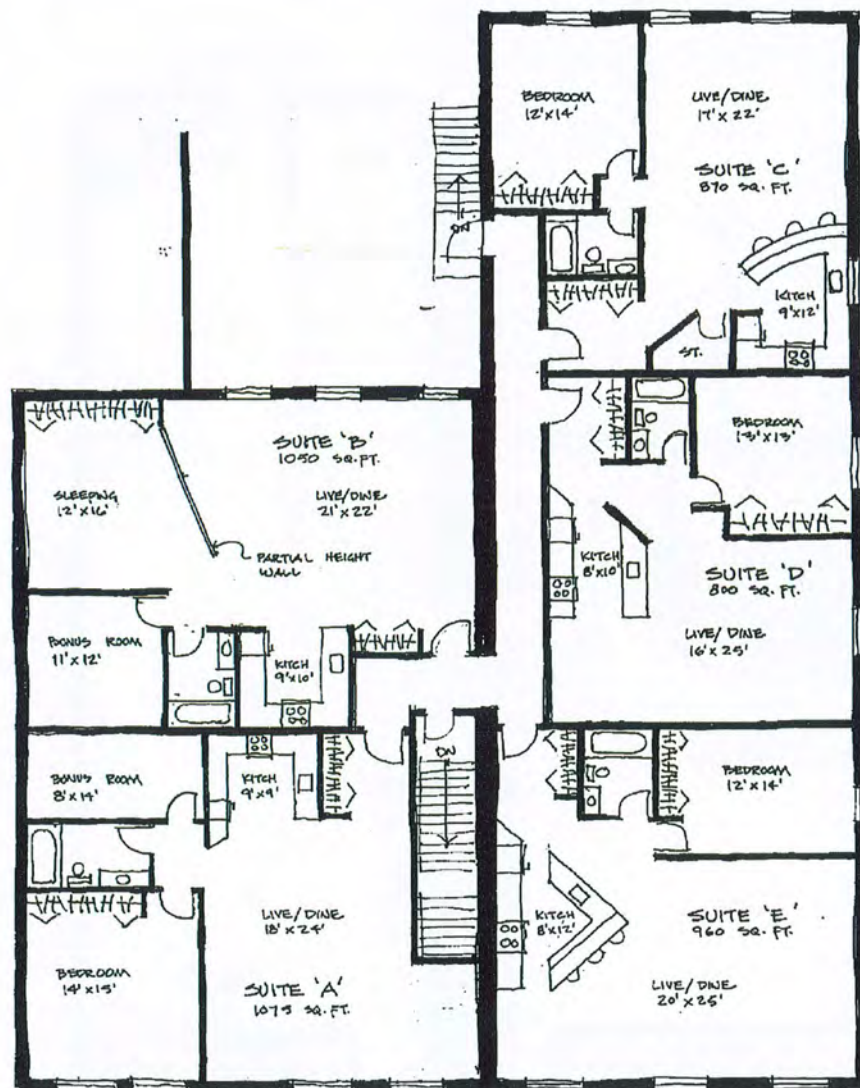 BEDROOM
12'x14'
LIVE/DINE
17'x22'
SUITE 'C'
870 SQ. FT.
KITCH
9'x12'
ST.
BEDROOM
13'x13'
SUITE 'B'
1050 SQ.FT.
SLEEPING
12'x16'
LIVE/DINE
21'x22'
PARTIAL HEIGHT
WALL
KITCH
8'x10'
SUITE 'D'
800 SQ. FT.
LIVE/DINE
16'x25'
BONUS ROOM
11'x12'
KITCH
9'x10'
BONUS ROOM
8'x14'
KITCH
9'x9'
BEDROOM
12'x14'
LIVE/DINE
18'x24'
KITCH
8'x12'
SUITE 'E'
960 SQ. FT.
BEDROOM
14'x15'
SUITE 'A'
1075 SQ. FT.
LIVE/DINE
20'x25'